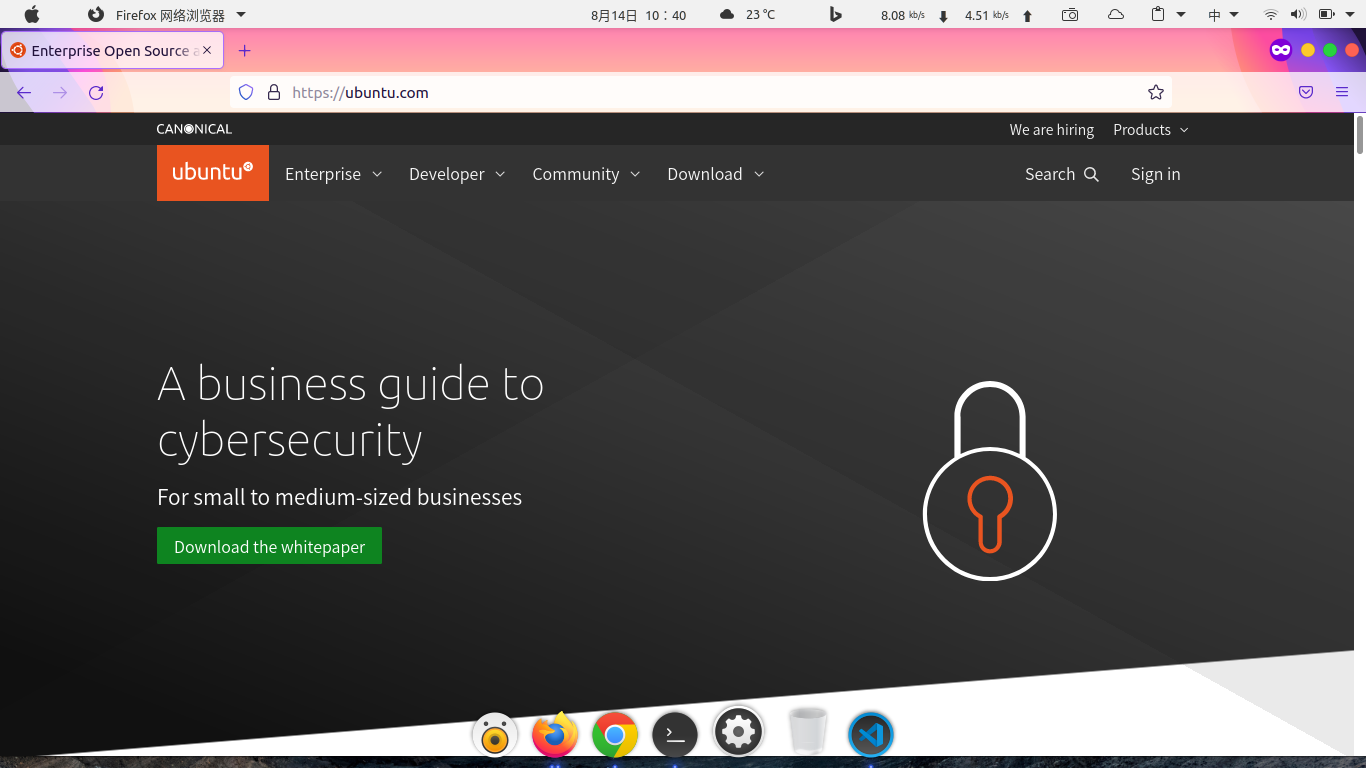 Firefox 网络浏览器
8月14日 10：40
23 ℃
8.08 kb/s
4.51 kb/s
中
Enterprise Open Source a
https://ubuntu.com
CANONICAL
We are hiring
Products
ubuntu
Enterprise
Developer
Community
Download
Search
Sign in
A business guide to
cybersecurity
For small to medium-sized businesses
Download the whitepaper